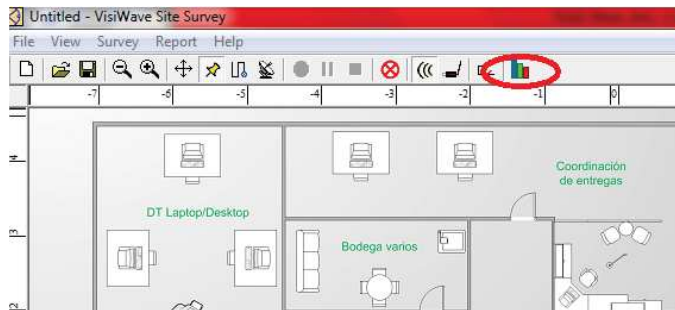 Untitled - VisiWave Site Survey
File View Survey Report Help
-7 -6 -5 -4 -3 -2 -1 0
4
Coordinación
de entregas
DT Laptop/Desktop
3
Bodega varios
2